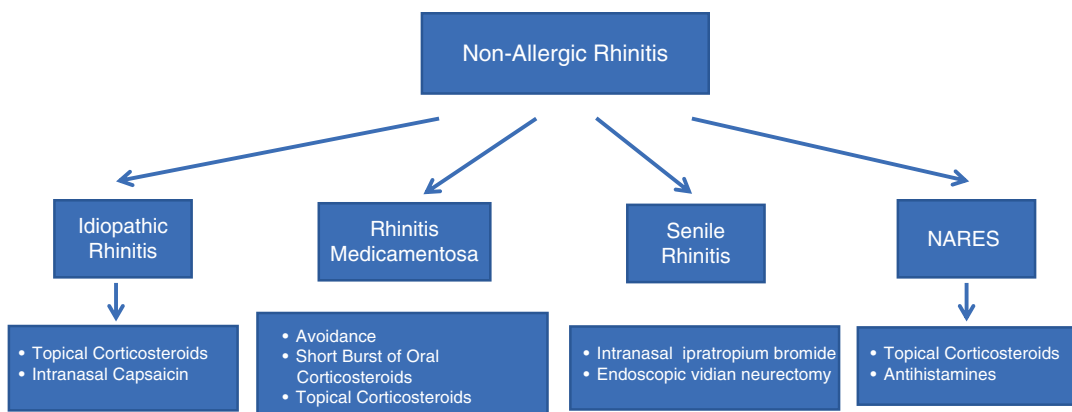 Non-Allergic Rhinitis
Idiopathic
Rhinitis
Rhinitis
Medicamentosa
Senile
Rhinitis
NARES
• Topical Corticosteroids
• Intranasal Capsaicin
• Avoidance
• Short Burst of Oral
Corticosteroids
• Topical Corticosteroids
• Intranasal ipratropium bromide
• Endoscopic vidian neurectomy
• Topical Corticosteroids
• Antihistamines